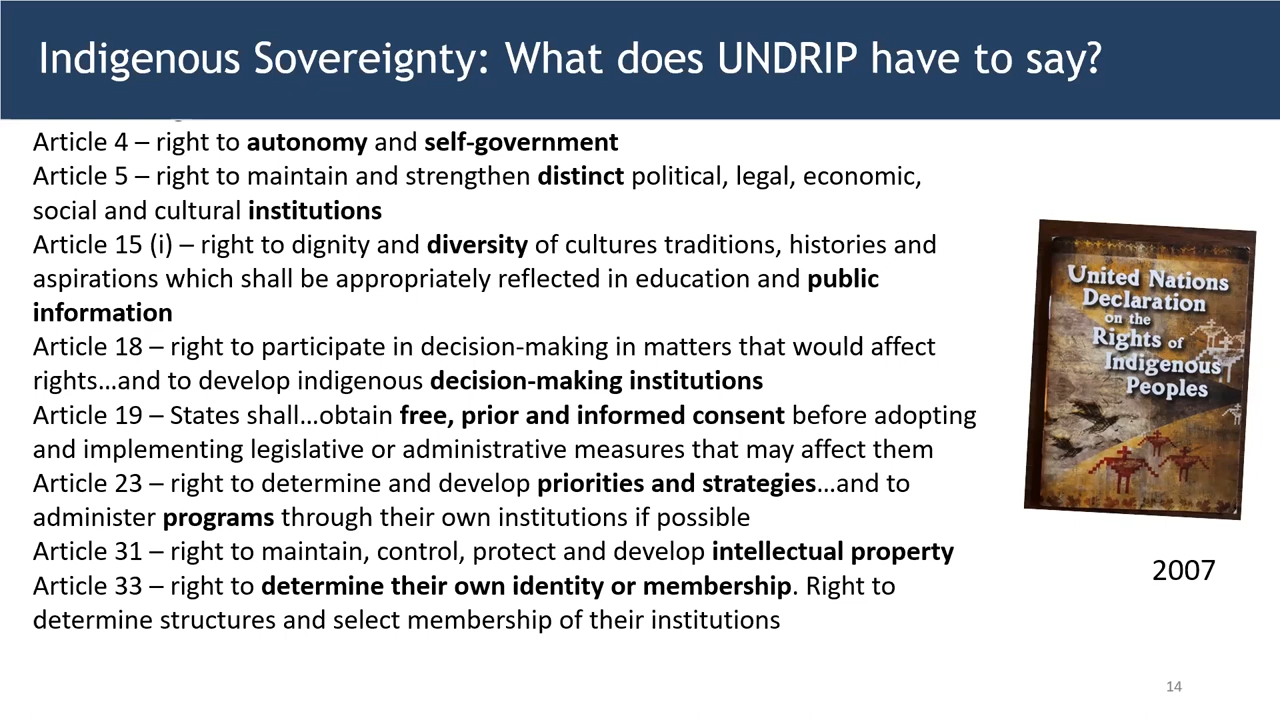 Indigenous Sovereignty: What does UNDRIP have to say?
Article 4 – right to autonomy and self-government
Article 5 – right to maintain and strengthen distinct political, legal, economic,
social and cultural institutions
Article 15 (i) – right to dignity and diversity of cultures traditions, histories and
aspirations which shall be appropriately reflected in education and public
information
Article 18 – right to participate in decision-making in matters that would affect
rights…and to develop indigenous decision-making institutions
Article 19 – States shall…obtain free, prior and informed consent before adopting
and implementing legislative or administrative measures that may affect them
Article 23 – right to determine and develop priorities and strategies…and to
administer programs through their own institutions if possible
Article 31 – right to maintain, control, protect and develop intellectual property
Article 33 – right to determine their own identity or membership. Right to
determine structures and select membership of their institutions
United Nations
Declaration
on the
Rights of
Indigenous
Peoples
2007
14